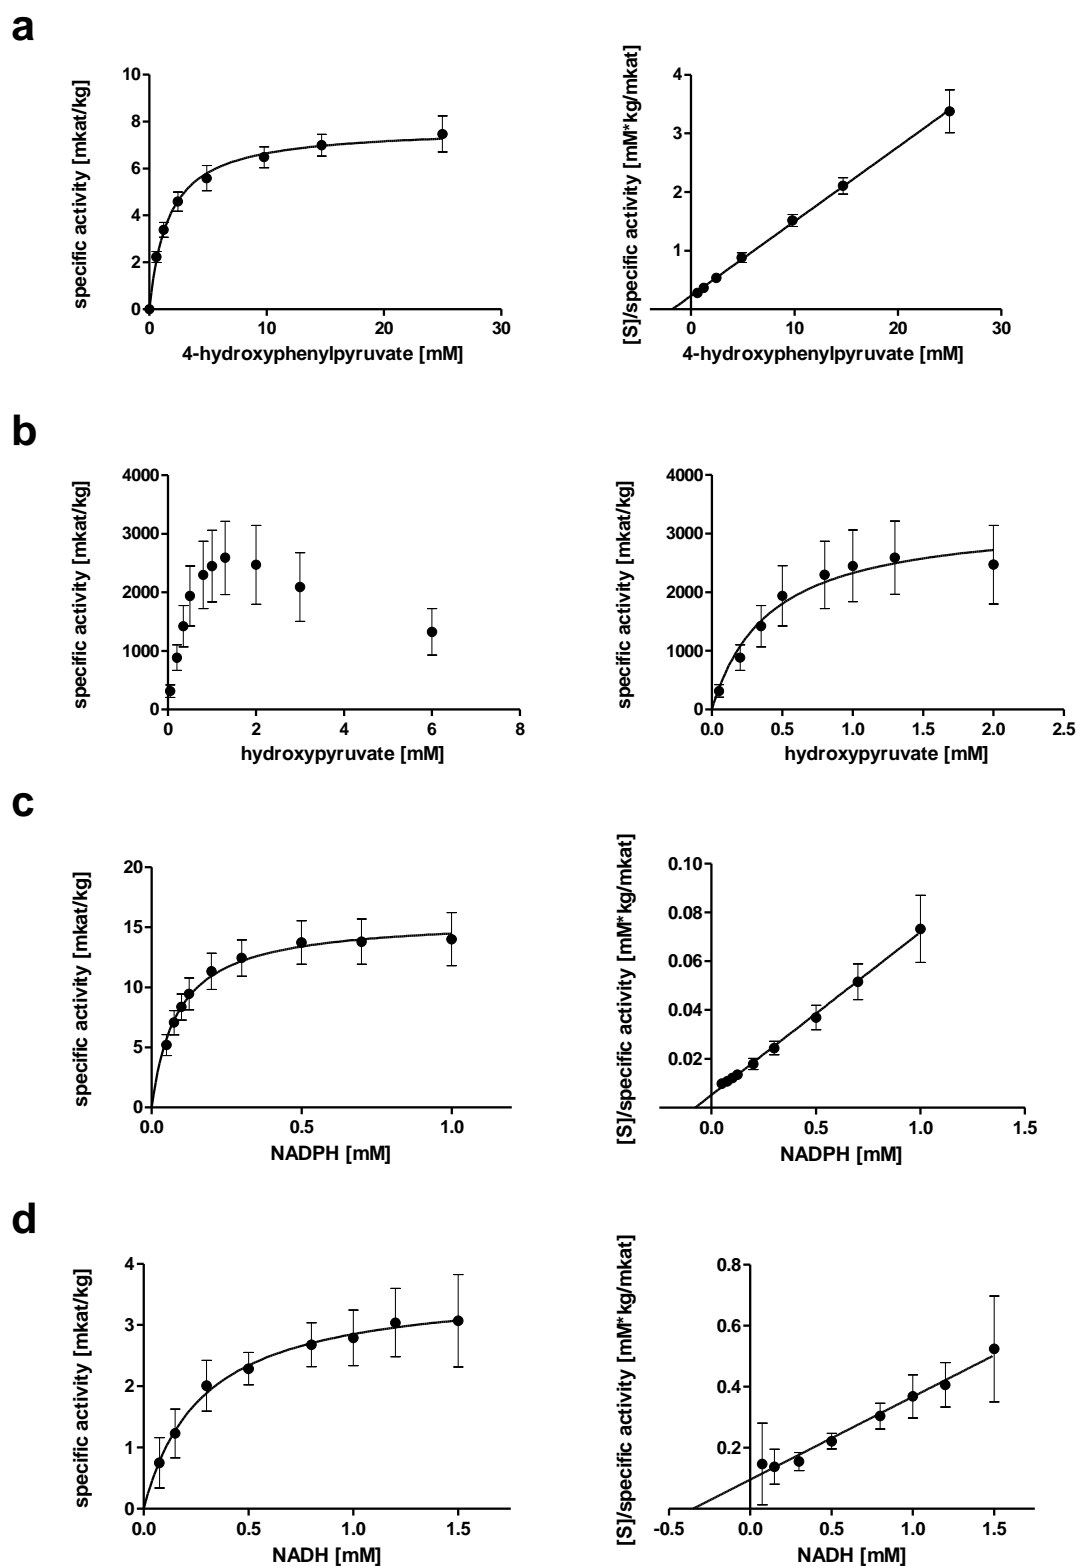 a
specific activity [mkat/kg]
10
8
6
4
2
0
0 10 20 30
4-hydroxyphenylpyruvate [mM]
[S]/specific activity [mM*kg/mkat]
4
3
2
1
0 10 20 30
4-hydroxyphenylpyruvate [mM]
b
specific activity [mkat/kg]
4000
3000
2000
1000
0
0 2 4 6 8
hydroxypyruvate [mM]
specific activity [mkat/kg]
4000
3000
2000
1000
0
0.0 0.5 1.0 1.5 2.0 2.5
hydroxypyruvate [mM]
c
specific activity [mkat/kg]
20
15
10
5
0
0.0 0.5 1.0
NADPH [mM]
[S]/specific activity [mM*kg/mkat]
0.10
0.08
0.06
0.04
0.02
0.0 0.5 1.0 1.5
NADPH [mM]
d
specific activity [mkat/kg]
4
3
2
1
0
0.0 0.5 1.0 1.5
NADH [mM]
[S]/specific activity [mM*kg/mkat]
0.8
0.6
0.4
0.2
-0.5 0.0 0.5 1.0 1.5
NADH [mM]